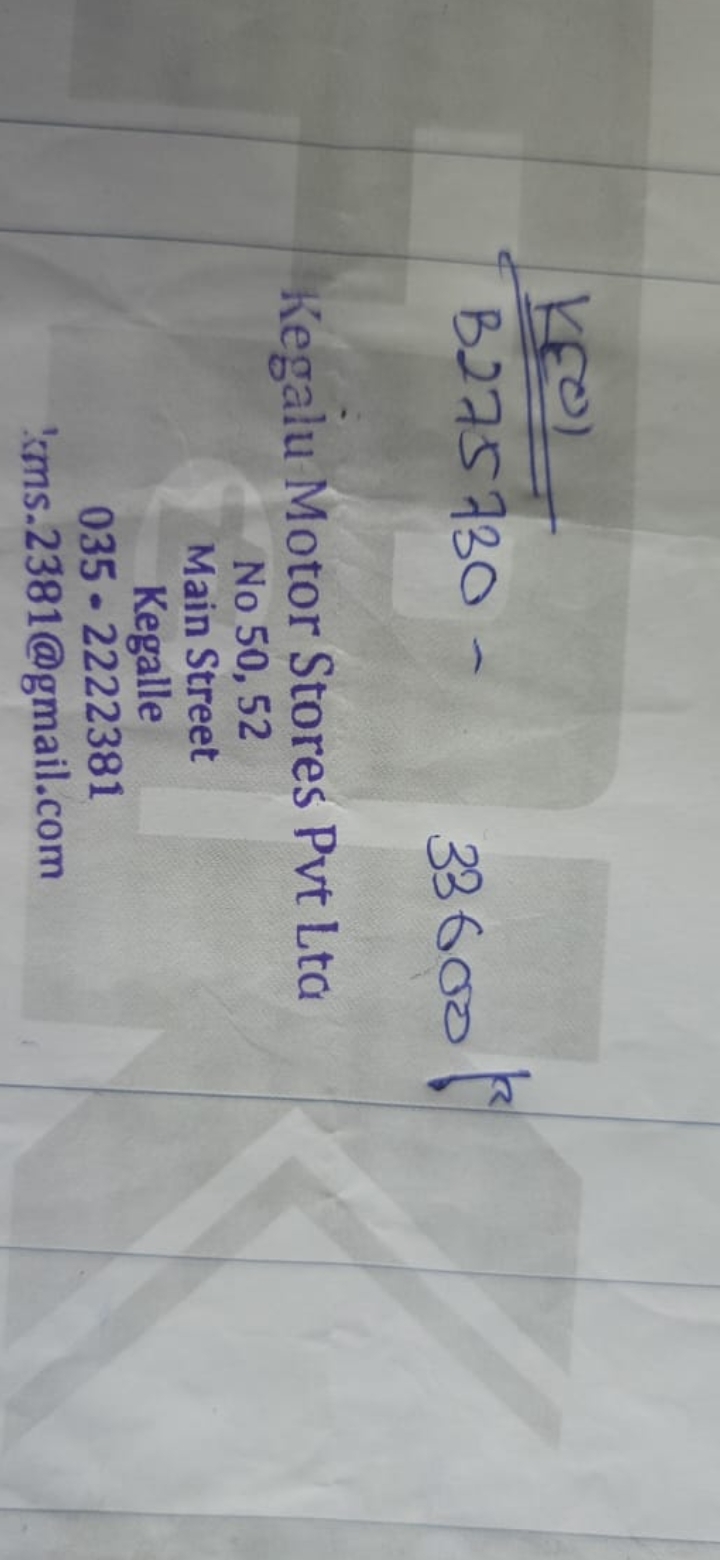 KE01
B275730 - 33600/-
Kegalu Motor Stores Pvt Ltd
No 50, 52
Main Street
Kegalle
035 - 2222381
kms.2381@gmail.com